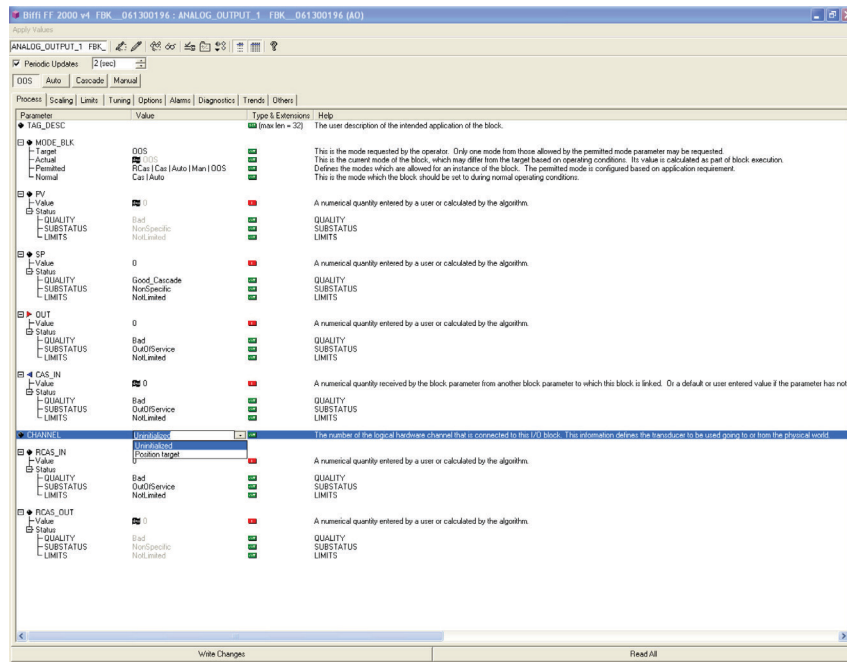 Biffi FF 2000 v4 FBK__061300196 : ANALOG_OUTPUT_1 FBK__061300196 (AO)
Apply Values
ANALOG_OUTPUT_1 FBK_
Periodic Updates 2 (sec)
OOS Auto Cascade Manual
Process Scaling Limits Tuning Options Alarms Diagnostics Trends Others
Parameter Value Type & Extensions Help
TAG_DESC (max len = 32) The user description of the intended application of the block.
MODE_BLK
Target OOS This is the mode requested by the operator. Only one mode from those allowed by the permitted mode parameter may be requested.
Actual OOS This is the current mode of the block, which may differ from the target based on operating conditions. Its value is calculated as part of block execution.
Permitted RCas | Cas | Auto | Man | OOS Defines the modes which are allowed for an instance of the block. The permitted mode is configured based on application requirement.
Normal Cas | Auto This is the mode which the block should be set to during normal operating conditions.
PV
Value 0 A numerical quantity entered by a user or calculated by the algorithm.
Status
QUALITY Bad QUALITY
SUBSTATUS NonSpecific SUBSTATUS
LIMITS NotLimited LIMITS
SP
Value 0 A numerical quantity entered by a user or calculated by the algorithm.
Status
QUALITY Good_Cascade QUALITY
SUBSTATUS NonSpecific SUBSTATUS
LIMITS NotLimited LIMITS
OUT
Value 0 A numerical quantity entered by a user or calculated by the algorithm.
Status
QUALITY Bad QUALITY
SUBSTATUS OutOfService SUBSTATUS
LIMITS NotLimited LIMITS
CAS_IN
Value 0 A numerical quantity received by the block parameter from another block parameter to which this block is linked. Or a default or user entered value if the parameter has not
Status
QUALITY Bad QUALITY
SUBSTATUS OutOfService SUBSTATUS
LIMITS NotLimited LIMITS
CHANNEL Uninitialized The number of the logical hardware channel that is connected to this I/O block. This information defines the transducer to be used going to or from the physical world.
Uninitialized
Position target
RCAS_IN
Value 0 A numerical quantity entered by a user or calculated by the algorithm.
Status
QUALITY Bad QUALITY
SUBSTATUS OutOfService SUBSTATUS
LIMITS NotLimited LIMITS
RCAS_OUT
Value 0 A numerical quantity entered by a user or calculated by the algorithm.
Status
QUALITY Bad QUALITY
SUBSTATUS NonSpecific SUBSTATUS
LIMITS NotLimited LIMITS
Write Changes Read All